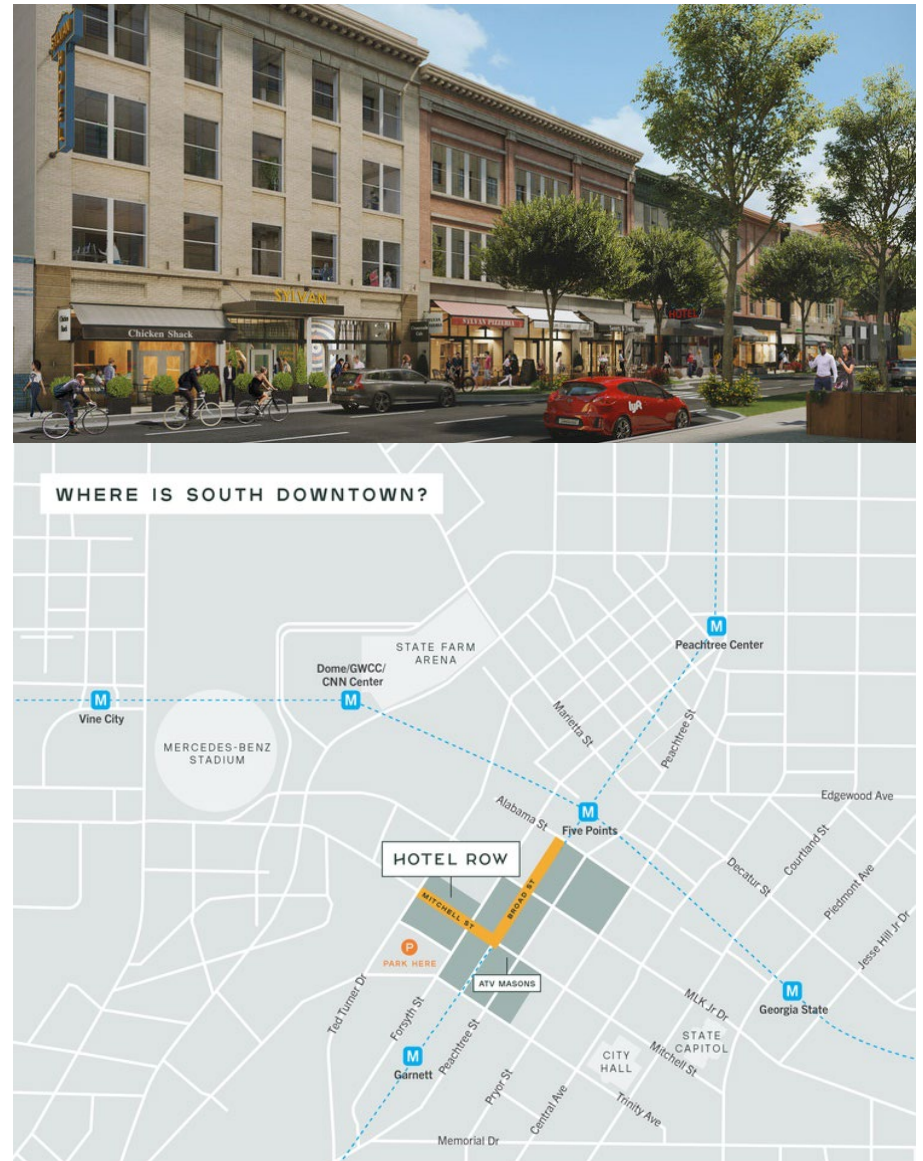 SYLVAN
HOTEL
Chicken Shack
SYLVAN
SYLVAN PIZZERIA
HOTEL
lyft
WHERE IS SOUTH DOWNTOWN?
STATE FARM
ARENA
M
Peachtree Center
Dome/GWCC/
CNN Center
M
M
Vine City
MERCEDES-BENZ
STADIUM
Marietta St
Peachtree St
Edgewood Ave
Alabama St
M
Five Points
Courtland St
HOTEL ROW
Decatur St
Piedmont Ave
MITCHELL ST
BROAD ST
Jesse Hill Jr Dr
P
PARK HERE
ATV MASONS
M
Georgia State
Ted Turner Dr
Forsyth St
Peachtree St
MLK Jr Dr
STATE
CAPITOL
M
Garnett
CITY
HALL
Mitchell St
Pryor St
Central Ave
Trinity Ave
Memorial Dr